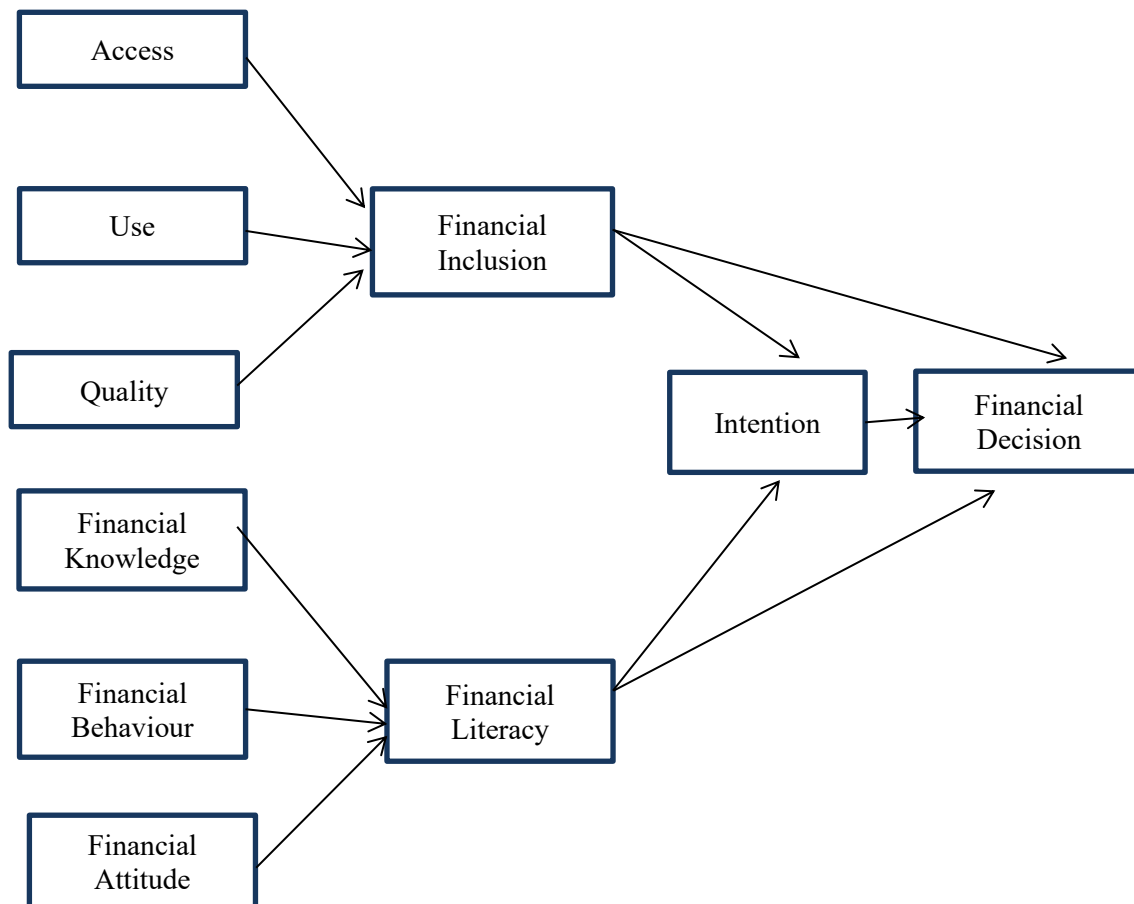 Access
Use
Financial
Inclusion
Quality
Intention
Financial
Decision
Financial
Knowledge
Financial
Behaviour
Financial
Literacy
Financial
Attitude